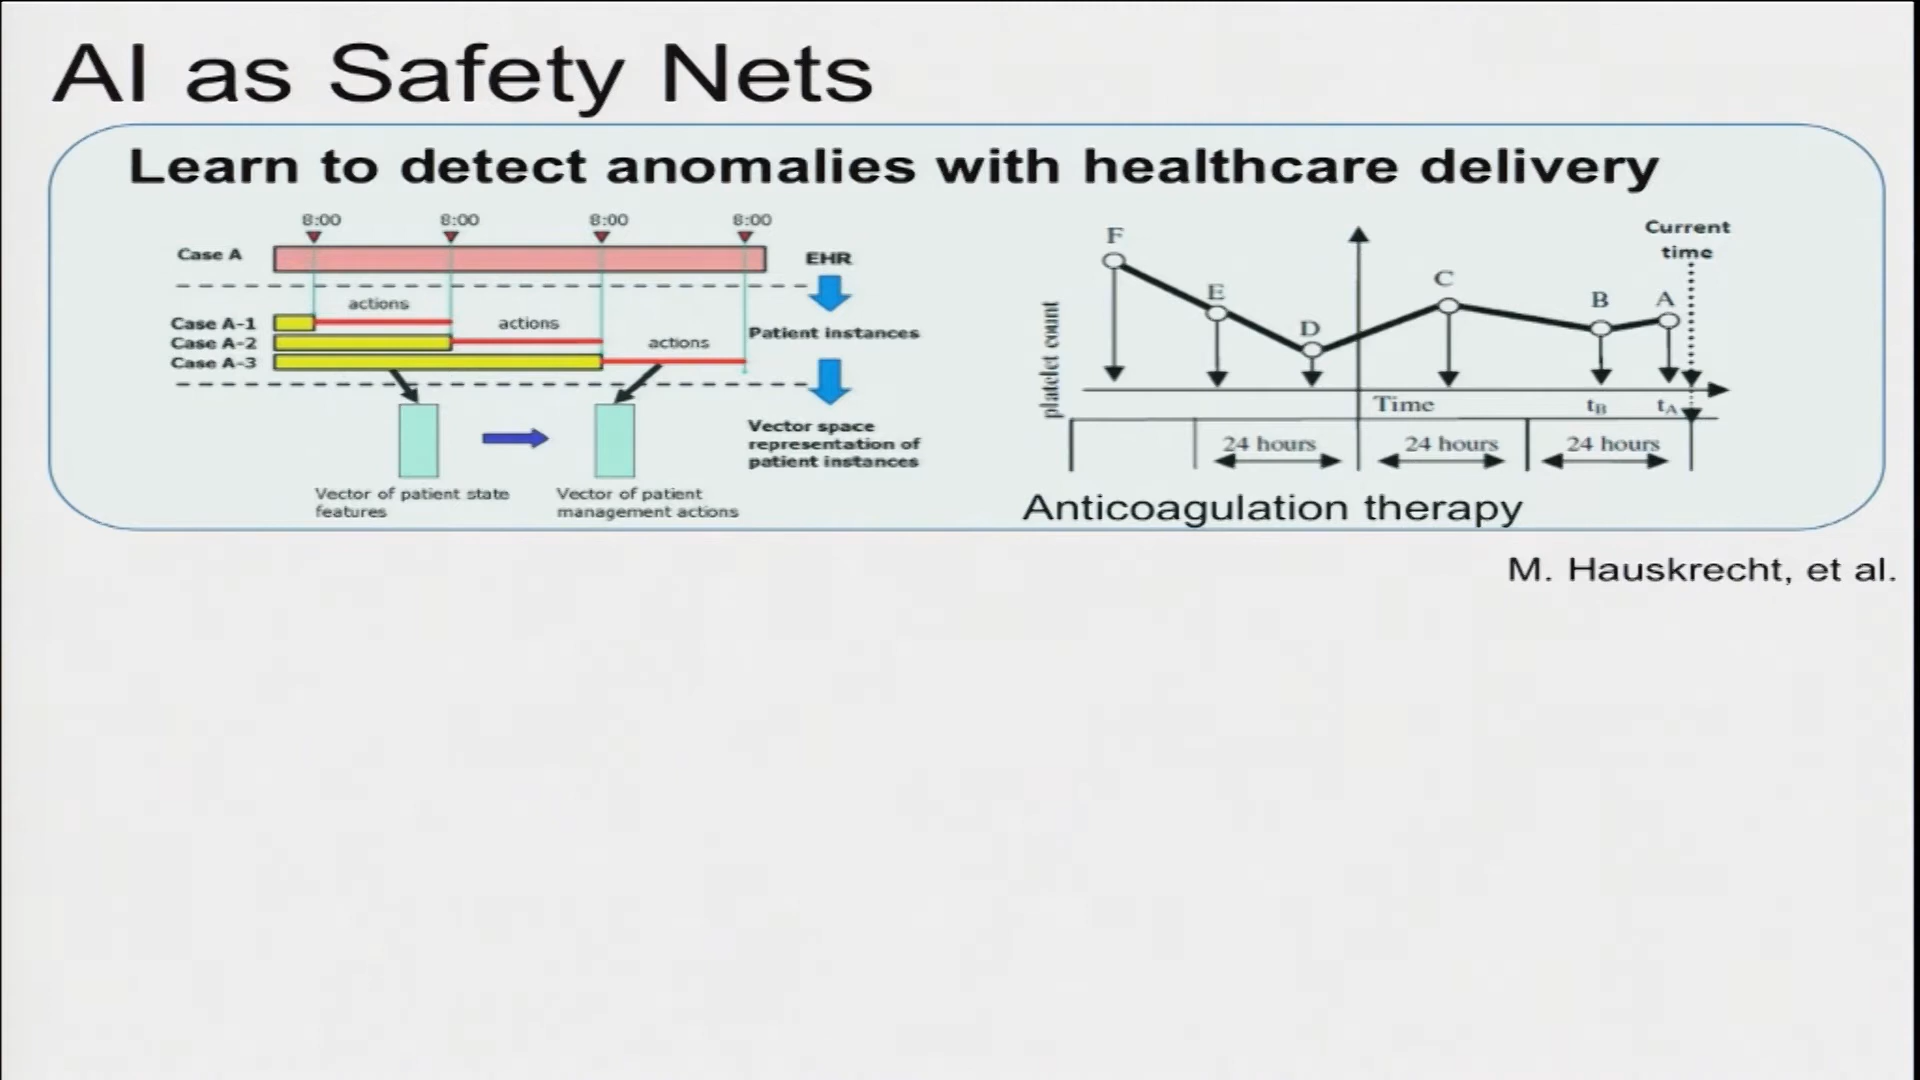 AI as Safety Nets
Learn to detect anomalies with healthcare delivery
8:00 8:00 8:00 8:00
Case A
EHR
actions
Case A-1
actions
Case A-2
actions
Case A-3
Patient instances
Vector space
representation of
patient instances
Vector of patient state
features
Vector of patient
management actions
Current
time
F
E
D
C
B
A
platelet count
Time
tB
tA
24 hours
24 hours
24 hours
Anticoagulation therapy
M. Hauskrecht, et al.